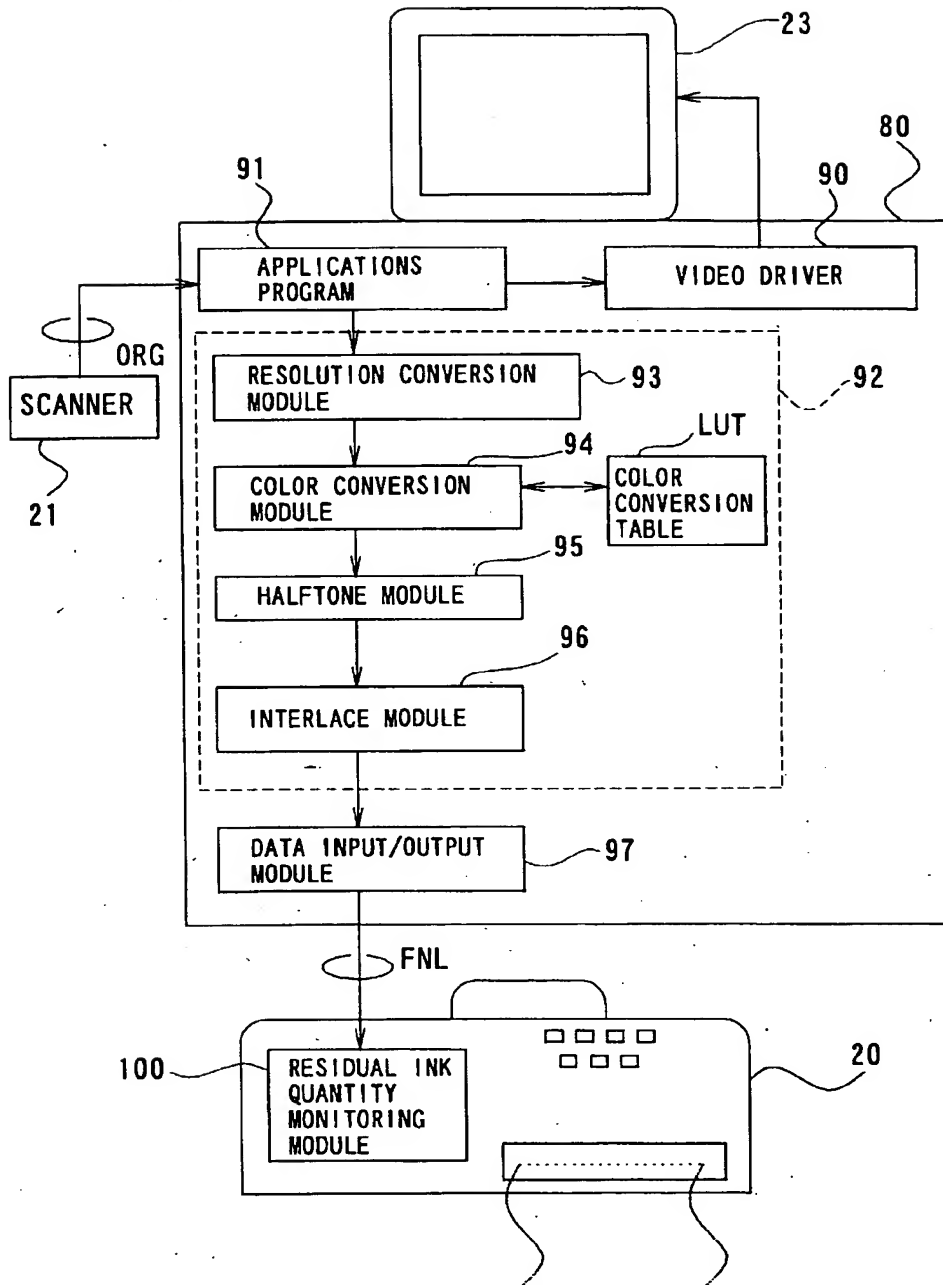 23
80
91
90
APPLICATIONS
PROGRAM
VIDEO DRIVER
ORG
SCANNER
21
RESOLUTION CONVERSION
MODULE
93
92
94
LUT
COLOR CONVERSION
MODULE
COLOR
CONVERSION
TABLE
95
HALFTONE MODULE
96
INTERLACE MODULE
DATA INPUT/OUTPUT
MODULE
97
FNL
100
RESIDUAL INK
QUANTITY
MONITORING
MODULE
20